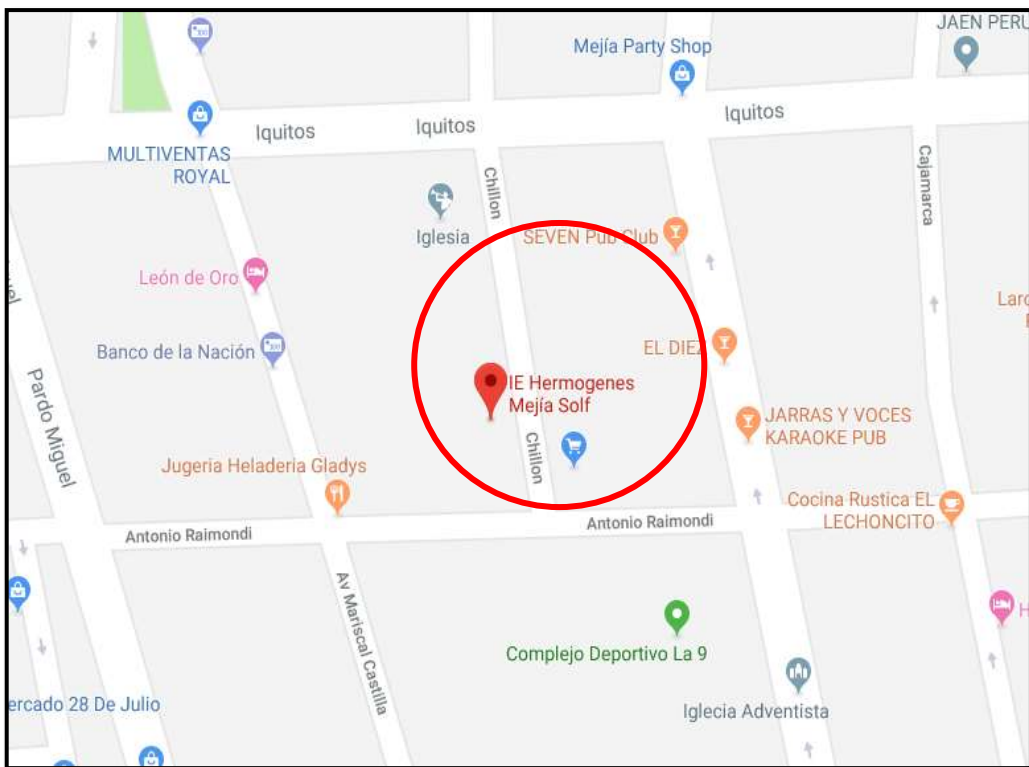 JAEN PERU
Mejía Party Shop
Iquitos
Iquitos
Iquitos
MULTIVENTAS
ROYAL
Chillon
Cajamarca
Iglesia
SEVEN Pub Club
León de Oro
EL DIEZ
Banco de la Nación
IE Hermogenes
Mejía Solf
Pardo Miguel
JARRAS Y VOCES
KARAOKE PUB
Chillon
Jugeria Heladeria Gladys
Cocina Rustica EL
LECHONCITO
Antonio Raimondi
Antonio Raimondi
Av Mariscal Castilla
Complejo Deportivo La 9
ercado 28 De Julio
Iglecia Adventista